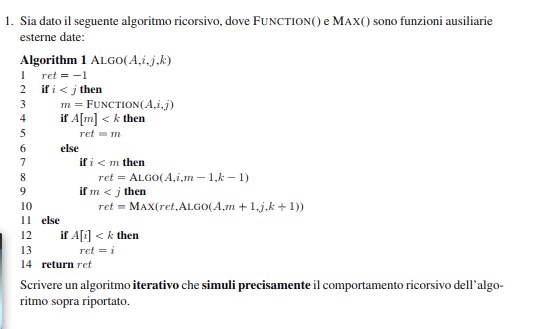 1. Sia dato il seguente algoritmo ricorsivo, dove FUNCTION() e MAX() sono funzioni ausiliarie
esterne date:
Algorithm 1 ALGO(A,i,j,k)
1 ret = −1
2 if i < j then
3 m = FUNCTION(A,i,j)
4 if A[m] < k then
5 ret = m
6 else
7 if i < m then
8 ret = ALGO(A,i,m − 1,k − 1)
9 if m < j then
10 ret = MAX(ret,ALGO(A,m + 1,j,k + 1))
11 else
12 if A[i] < k then
13 ret = i
14 return ret
Scrivere un algoritmo iterativo che simuli precisamente il comportamento ricorsivo dell'algo-
ritmo sopra riportato.